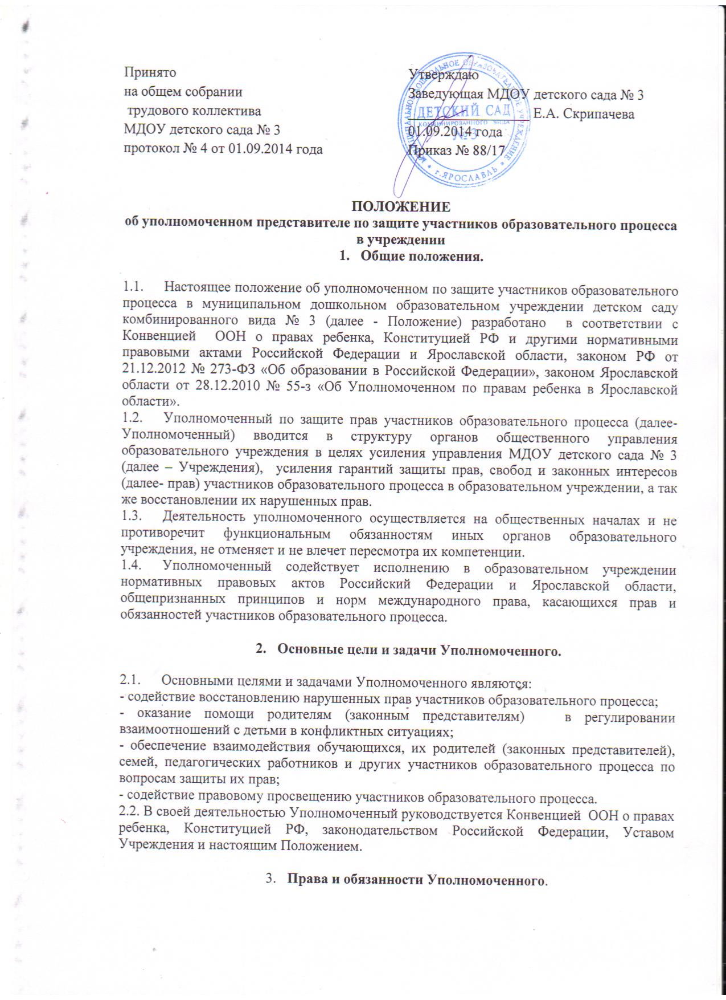 Принято
на общем собрании
трудового коллектива
МДОУ детского сада № 3
протокол № 4 от 01.09.2014 года
Утверждаю
Заведующая МДОУ детского сада № 3
_________________ Е.А. Скрипачева
01.09.2014 года
Приказ № 88/17
МУНИЦИПАЛЬНОЕ ДОШКОЛЬНОЕ ОБРАЗОВАТЕЛЬНОЕ УЧРЕЖДЕНИЕ
* г.ЯРОСЛАВЛЬ *
ДЕТСКИЙ САД
КОМБИНИРОВАННОГО ВИДА
№ 3
ПОЛОЖЕНИЕ
об уполномоченном представителе по защите участников образовательного процесса
в учреждении
1. Общие положения.
1.1. Настоящее положение об уполномоченном по защите участников образовательного
процесса в муниципальном дошкольном образовательном учреждении детском саду
комбинированного вида № 3 (далее - Положение) разработано в соответствии с
Конвенцией ООН о правах ребенка, Конституцией РФ и другими нормативными
правовыми актами Российской Федерации и Ярославской области, законом РФ от
21.12.2012 № 273-ФЗ «Об образовании в Российской Федерации», законом Ярославской
области от 28.12.2010 № 55-з «Об Уполномоченном по правам ребенка в Ярославской
области».
1.2. Уполномоченный по защите прав участников образовательного процесса (далее-
Уполномоченный) вводится в структуру органов общественного управления
образовательного учреждения в целях усиления управления МДОУ детского сада № 3
(далее – Учреждения), усиления гарантий защиты прав, свобод и законных интересов
(далее- прав) участников образовательного процесса в образовательном учреждении, а так
же восстановлении их нарушенных прав.
1.3. Деятельность уполномоченного осуществляется на общественных началах и не
противоречит функциональным обязанностям иных органов образовательного
учреждения, не отменяет и не влечет пересмотра их компетенции.
1.4. Уполномоченный содействует исполнению в образовательном учреждении
нормативных правовых актов Российский Федерации и Ярославской области,
общепризнанных принципов и норм международного права, касающихся прав и
обязанностей участников образовательного процесса.
2. Основные цели и задачи Уполномоченного.
2.1. Основными целями и задачами Уполномоченного являются:
- содействие восстановлению нарушенных прав участников образовательного процесса;
- оказание помощи родителям (законным представителям) в регулировании
взаимоотношений с детьми в конфликтных ситуациях;
- обеспечение взаимодействия обучающихся, их родителей (законных представителей),
семей, педагогических работников и других участников образовательного процесса по
вопросам защиты их прав;
- содействие правовому просвещению участников образовательного процесса.
2.2. В своей деятельностью Уполномоченный руководствуется Конвенцией ООН о правах
ребенка, Конституцией РФ, законодательством Российской Федерации, Уставом
Учреждения и настоящим Положением.
3. Права и обязанности Уполномоченного.